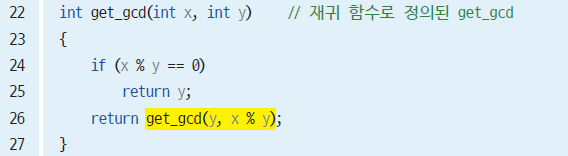 22 int get_gcd(int x, int y) // 재귀 함수로 정의된 get_gcd
23 {
24 if (x % y == 0)
25 return y;
26 return get_gcd(y, x % y);
27 }